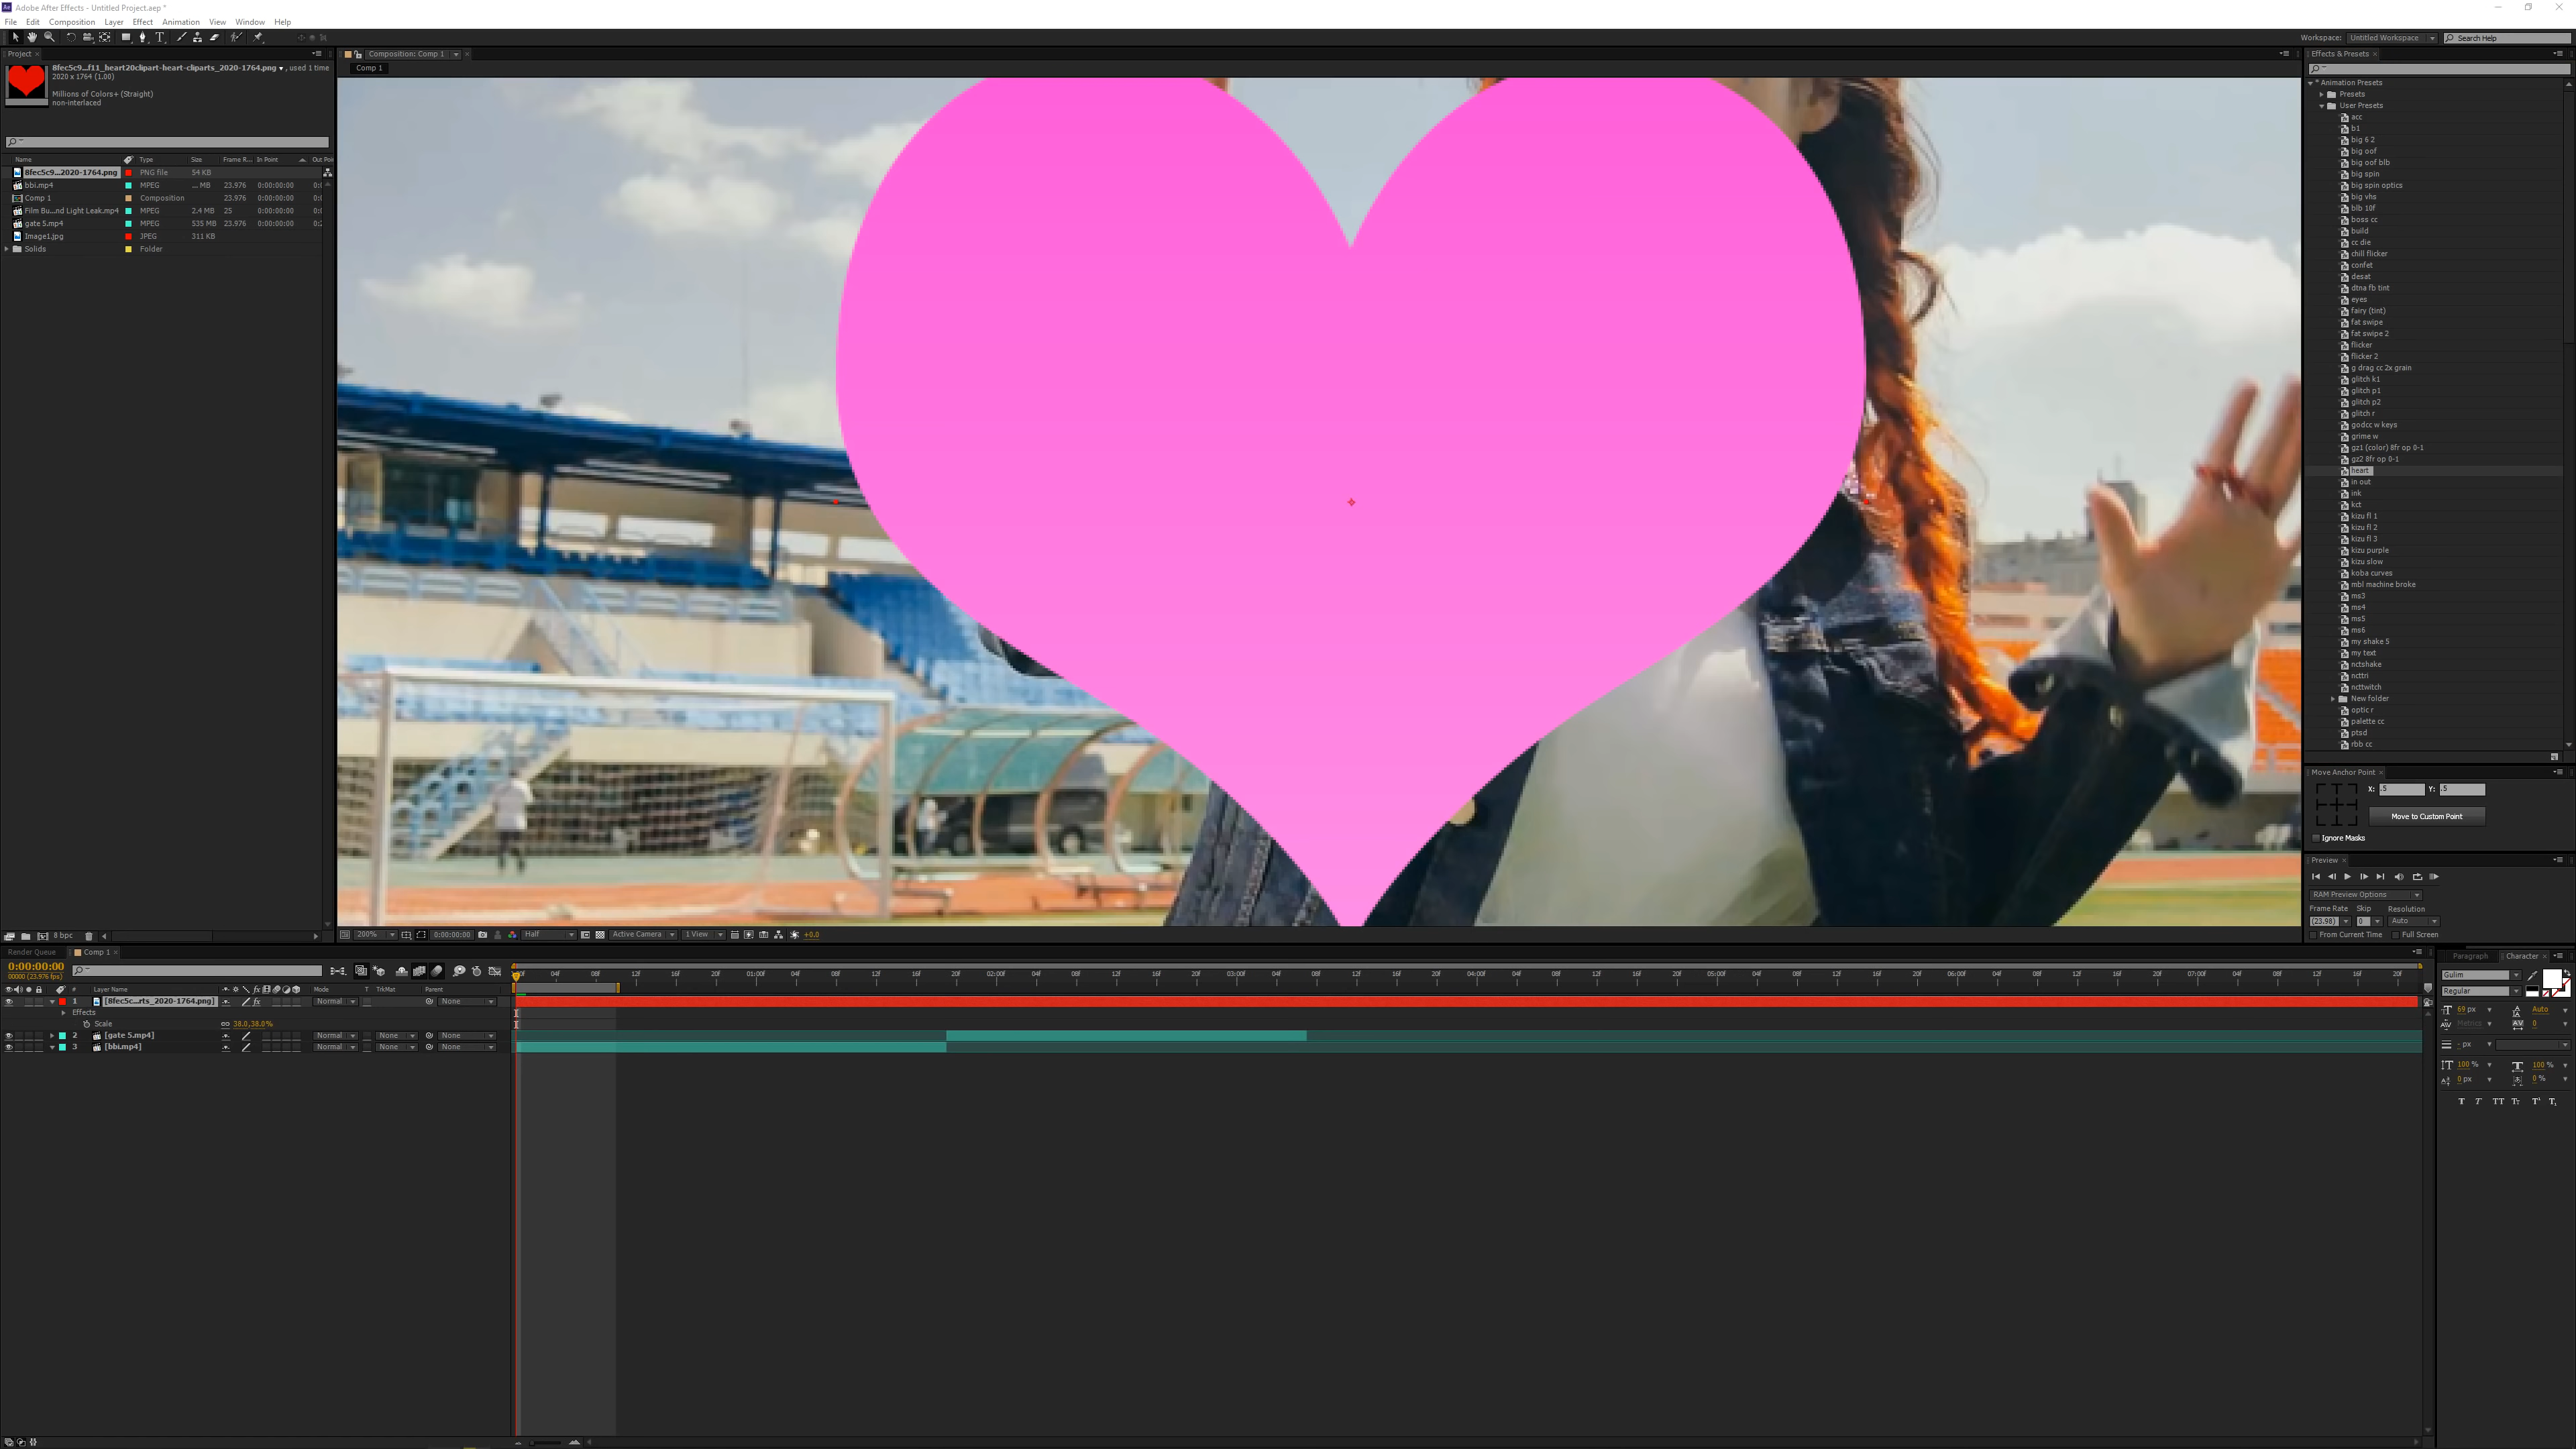 Adobe After Effects - Untitled Project.aep *
File Edit Composition Layer Effect Animation View Window Help
Workspace: Untitled Workspace Search Help
Project
8fec5c9...f11_heart20clipart-heart-cliparts_2020-1764.png , used 1 time
2020 x 1764 (1.00)
Millions of Colors+ (Straight)
non-interlaced
Name Type Size Frame R... In Point Out Poi
8fec5c9...2020-1764.png PNG file 54 KB
bbi.mp4 MPEG ... MB 23.976 0:00:00:00
Comp 1 Composition 23.976 0:00:00:00
Film Bu...nd Light Leak.mp4 MPEG 2.4 MB 25 0:00:00:00
gate 5.mp4 MPEG 535 MB 23.976 0:00:00:00
Image1.jpg JPEG 311 KB
Solids Folder
8 bpc
Composition: Comp 1
Comp 1
200% 0:00:00:00 Half Active Camera 1 View +0.0
Effects & Presets
* Animation Presets
Presets
User Presets
acc
b1
big 6 2
big oof
big oof blb
big spin
big spin optics
big vhs
blb 10f
boss cc
build
cc die
chill flicker
confet
desat
dtna fb tint
eyes
fairy (tint)
fat swipe
fat swipe 2
flicker
flicker 2
g drag cc 2x grain
glitch k1
glitch p1
glitch p2
glitch r
godcc w keys
grime w
gz1 (color) 8fr op 0-1
gz2 8fr op 0-1
heart
in out
ink
kct
kizu fl 1
kizu fl 2
kizu fl 3
kizu purple
kizu slow
koba curves
mbl machine broke
ms3
ms4
ms5
ms6
my shake 5
my text
nctshake
ncttri
ncttwitch
New folder
optic r
palette cc
ptsd
rbb cc
Move Anchor Point
X: .5 Y: .5
Move to Custom Point
Ignore Masks
Preview
RAM Preview Options
Frame Rate Skip Resolution
(23.98) 0 Auto
From Current Time Full Screen
Render Queue Comp 1
0:00:00:00
00000 (23.976 fps)
# Layer Name Mode T TrkMat Parent
1 [8fec5c...rts_2020-1764.png] Normal None
Effects
Scale 38.0,38.0%
2 [gate 5.mp4] Normal None None
3 [bbi.mp4] Normal None None
04f 08f 12f 16f 20f 01:00f 04f 08f 12f 16f 20f 02:00f 04f 08f 12f 16f 20f 03:00f 04f 08f 12f 16f 20f 04:00f 04f 08f 12f 16f 20f 05:00f 04f 08f 12f 16f 20f 06:00f 04f 08f 12f 16f 20f 07:00f 04f 08f 12f 16f 20f
Paragraph Character
Gulim
Regular
69 px Auto
Metrics 0
- px
100 % 100 %
0 px 0 %
T T TT Tt T¹ T₁